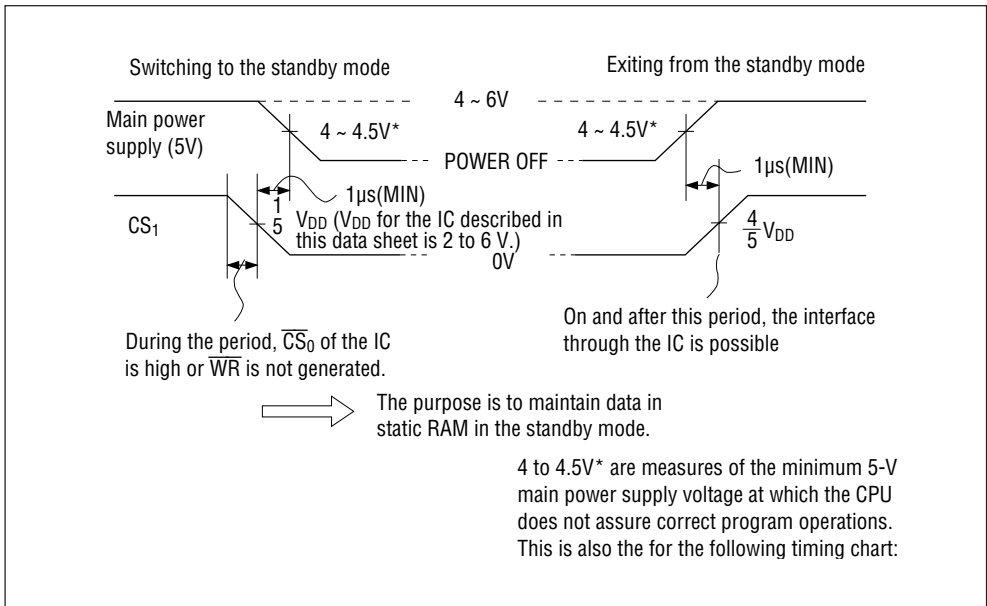 Switching to the standby mode
Exiting from the standby mode
4 ~ 6V
Main power
supply (5V)
4 ~ 4.5V*
4 ~ 4.5V*
POWER OFF
1µs(MIN)
1µs(MIN)
CS1
1
5
VDD (VDD for the IC described in
this data sheet is 2 to 6 V.)
0V
4
5
VDD
During the period, C̅S̅0 of the IC
is high or W̅R̅ is not generated.
On and after this period, the interface
through the IC is possible
The purpose is to maintain data in
static RAM in the standby mode.
4 to 4.5V* are measures of the minimum 5-V
main power supply voltage at which the CPU
does not assure correct program operations.
This is also the for the following timing chart: